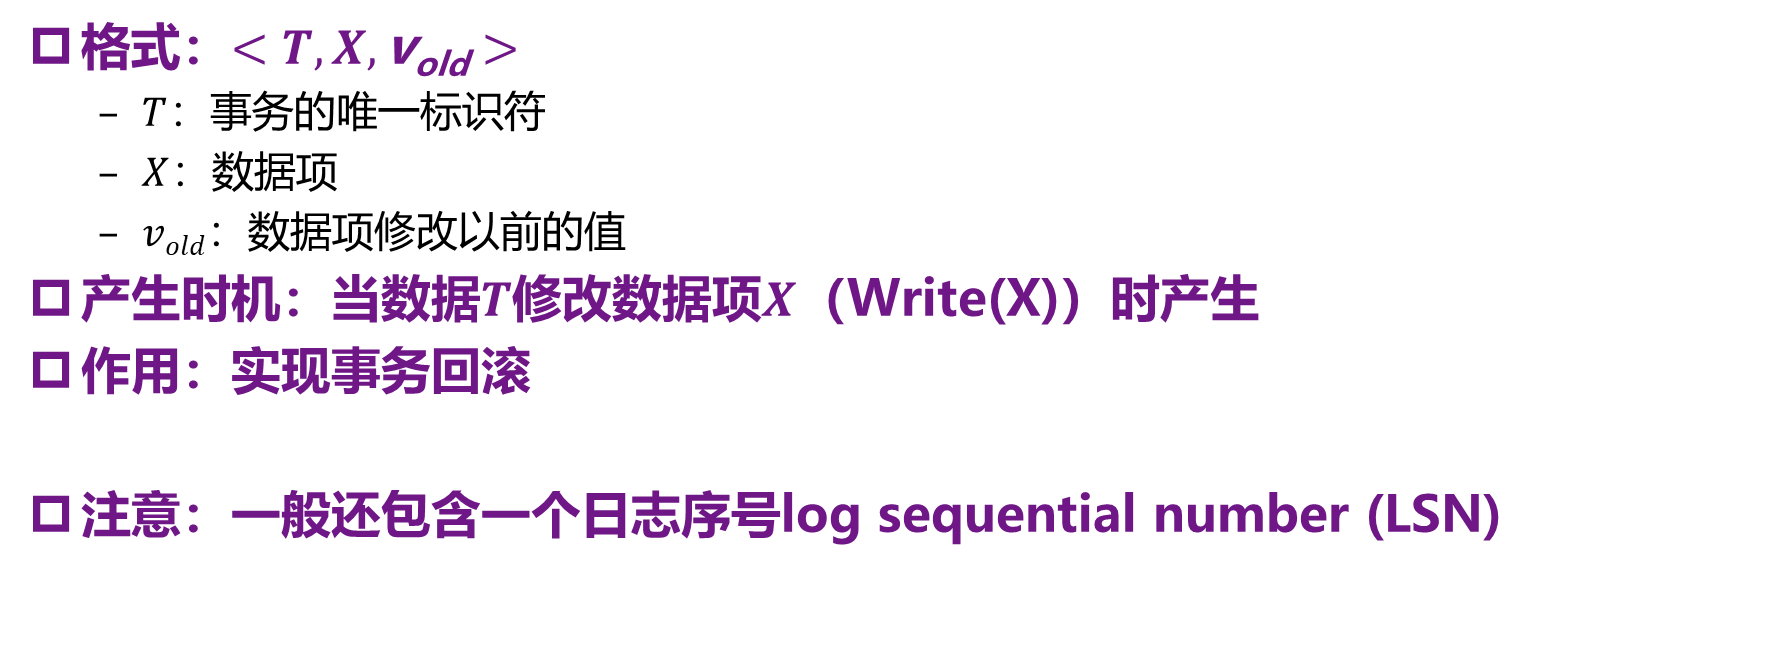 格式：< T, X, v_old >
– T：事务的唯一标识符
– X：数据项
– v_old：数据项修改以前的值
产生时机：当数据T修改数据项X（Write(X)）时产生
作用：实现事务回滚
注意：一般还包含一个日志序号log sequential number (LSN)